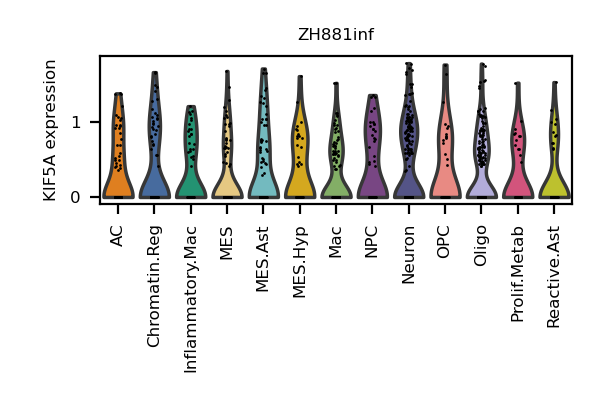 ZH881inf
KIF5A expression
1
0
AC
Chromatin.Reg
Inflammatory.Mac
MES
MES.Ast
MES.Hyp
Mac
NPC
Neuron
OPC
Oligo
Prolif.Metab
Reactive.Ast